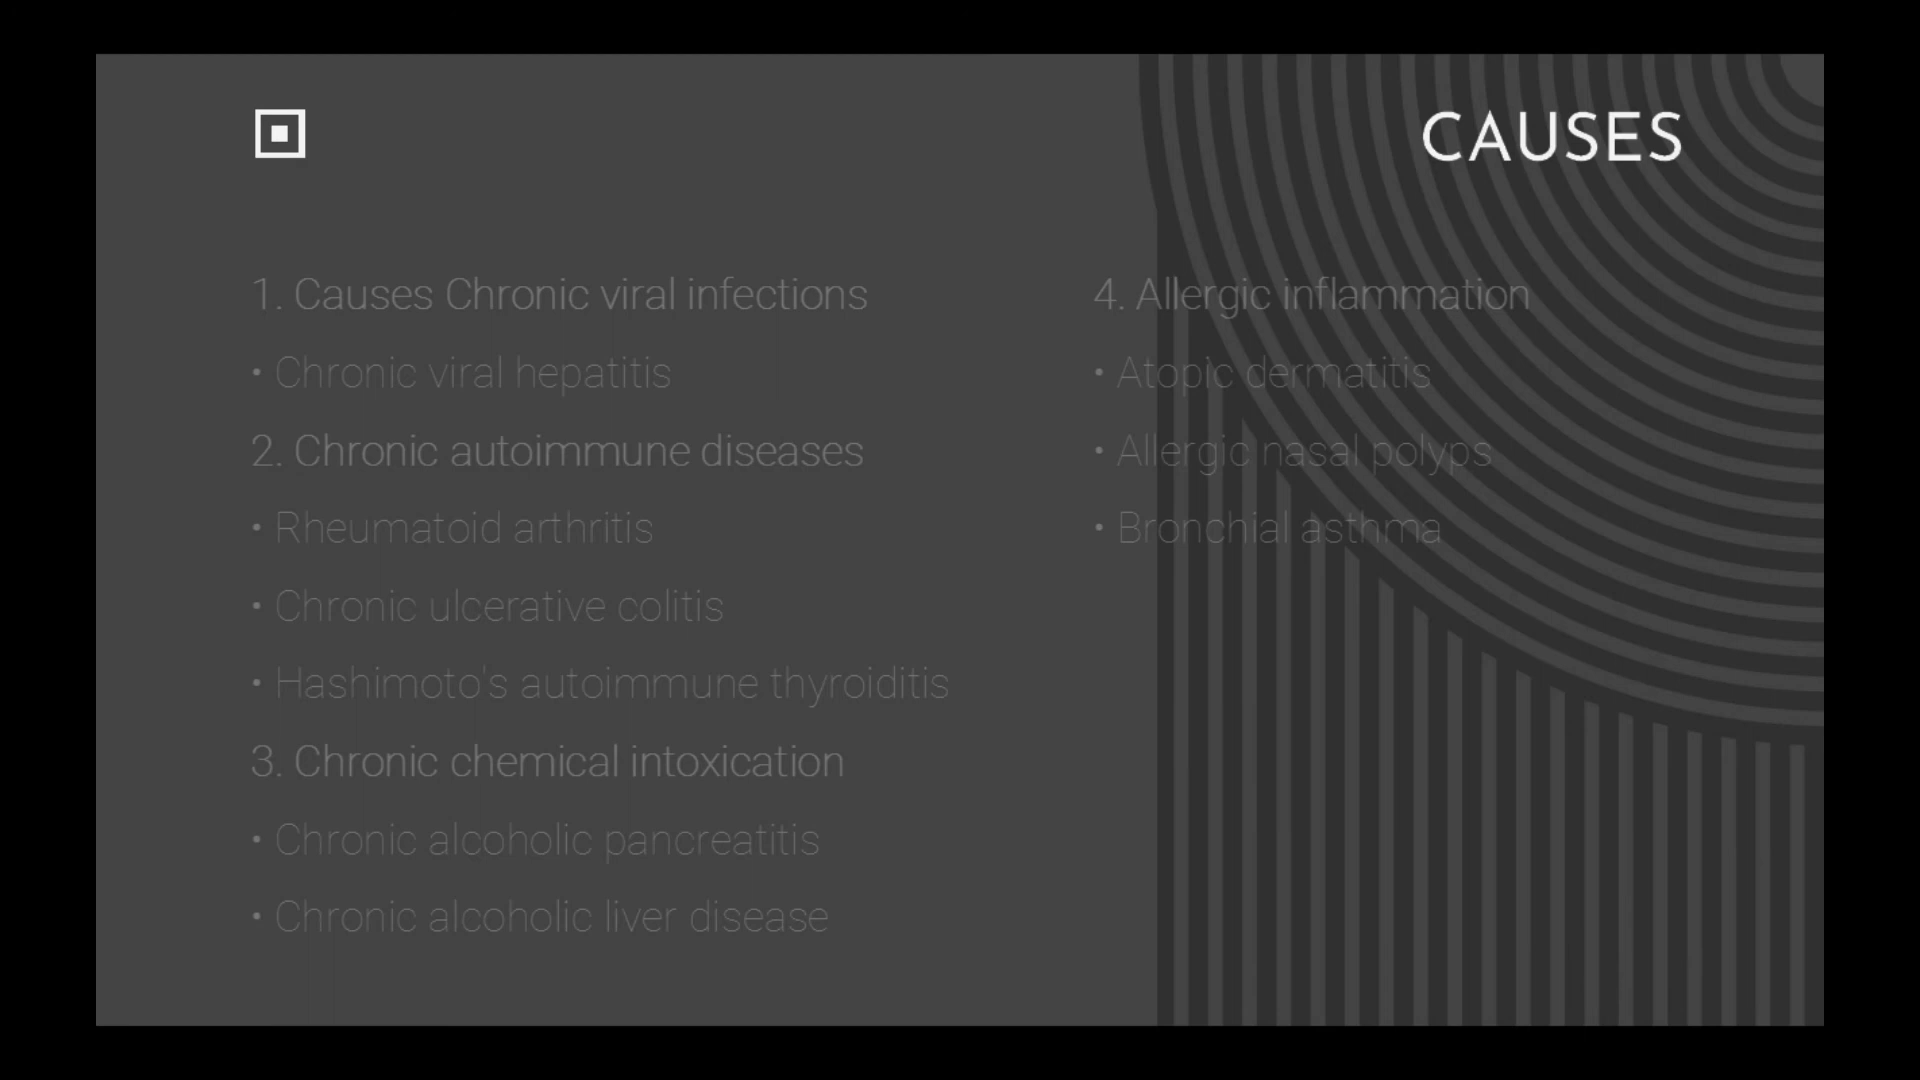 CAUSES
1. Causes Chronic viral infections
• Chronic viral hepatitis
2. Chronic autoimmune diseases
• Rheumatoid arthritis
• Chronic ulcerative colitis
• Hashimoto's autoimmune thyroiditis
3. Chronic chemical intoxication
• Chronic alcoholic pancreatitis
• Chronic alcoholic liver disease
4. Allergic inflammation
• Atopic dermatitis
• Allergic nasal polyps
• Bronchial asthma